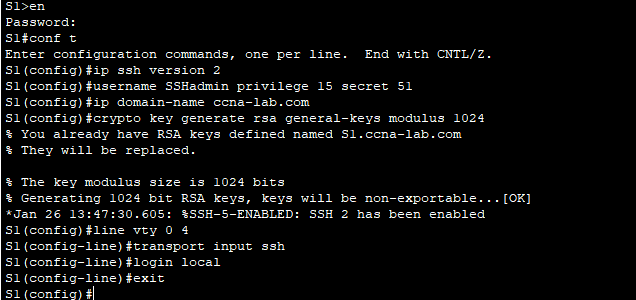 S1>en
Password:
S1#conf t
Enter configuration commands, one per line.  End with CNTL/Z.
S1(config)#ip ssh version 2
S1(config)#username SSHadmin privilege 15 secret 51
S1(config)#ip domain-name ccna-lab.com
S1(config)#crypto key generate rsa general-keys modulus 1024
% You already have RSA keys defined named S1.ccna-lab.com
% They will be replaced.

% The key modulus size is 1024 bits
% Generating 1024 bit RSA keys, keys will be non-exportable...[OK]
*Jan 26 13:47:30.605: %SSH-5-ENABLED: SSH 2 has been enabled
S1(config)#line vty 0 4
S1(config-line)#transport input ssh
S1(config-line)#login local
S1(config-line)#exit
S1(config)#